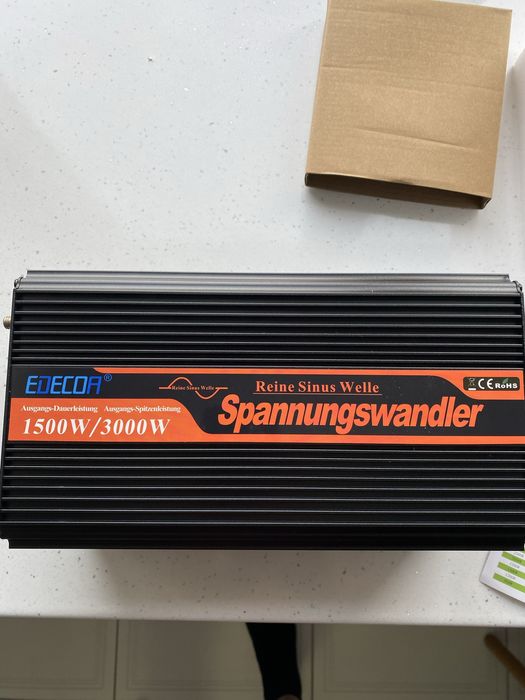 EDECOA®
Reine Sinus Welle
Reine Sinus Welle
CE RoHS
Ausgangs-Dauerleistung Ausgangs-Spitzenleistung
1500W/3000W
Spannungswandler